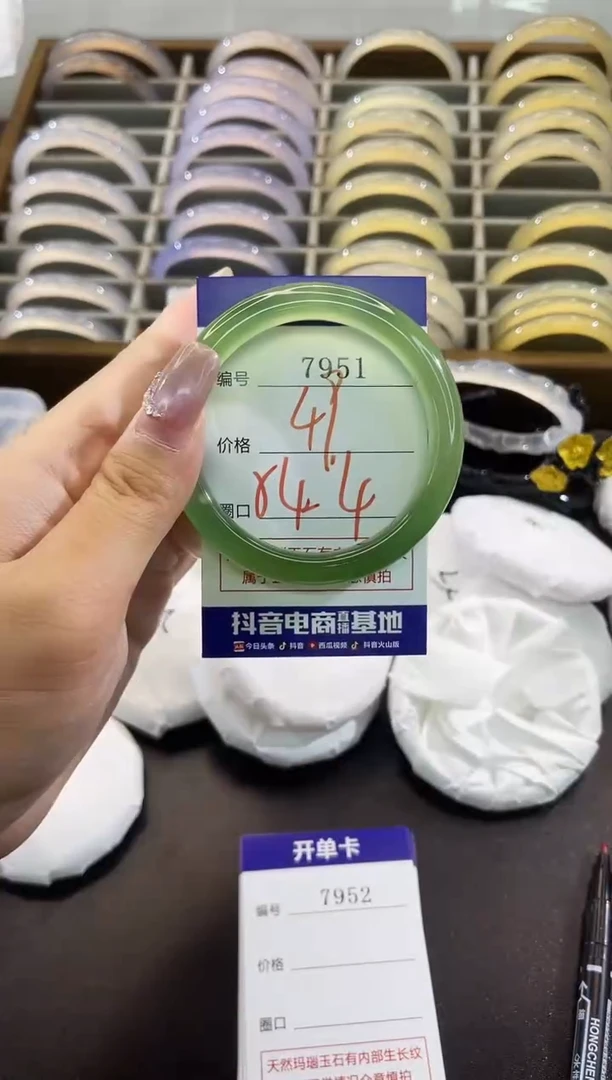 编号 7951
价格 41
圈口 844
抖音电商直播基地
今日头条 抖音 西瓜视频 抖音火山版
开单卡
编号 7952
价格
圈口
天然玛瑙玉石有内部生长纹
HONGCHEN